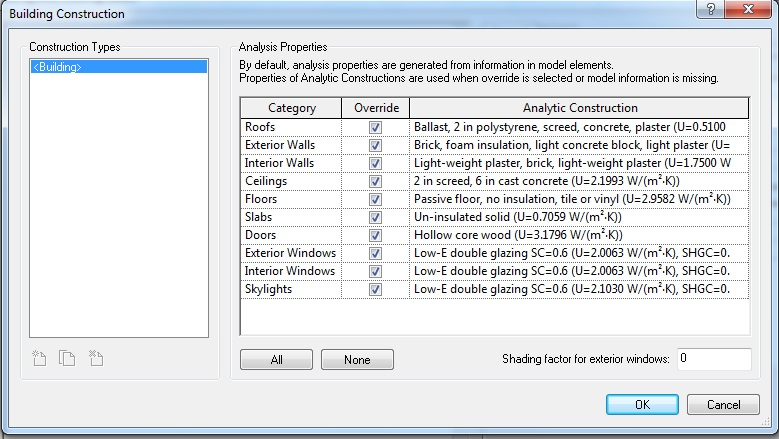 Building Construction
Construction Types
<Building>
Analysis Properties
By default, analysis properties are generated from information in model elements.
Properties of Analytic Constructions are used when override is selected or model information is missing.
Category Override Analytic Construction
Roofs Ballast, 2 in polystyrene, screed, concrete, plaster (U=0.5100
Exterior Walls Brick, foam insulation, light concrete block, light plaster (U=
Interior Walls Light-weight plaster, brick, light-weight plaster (U=1.7500 W
Ceilings 2 in screed, 6 in cast concrete (U=2.1993 W/(m²·K))
Floors Passive floor, no insulation, tile or vinyl (U=2.9582 W/(m²·K))
Slabs Un-insulated solid (U=0.7059 W/(m²·K))
Doors Hollow core wood (U=3.1796 W/(m²·K))
Exterior Windows Low-E double glazing SC=0.6 (U=2.0063 W/(m²·K), SHGC=0.
Interior Windows Low-E double glazing SC=0.6 (U=2.0063 W/(m²·K), SHGC=0.
Skylights Low-E double glazing SC=0.6 (U=2.1030 W/(m²·K), SHGC=0.
All None Shading factor for exterior windows: 0
OK Cancel